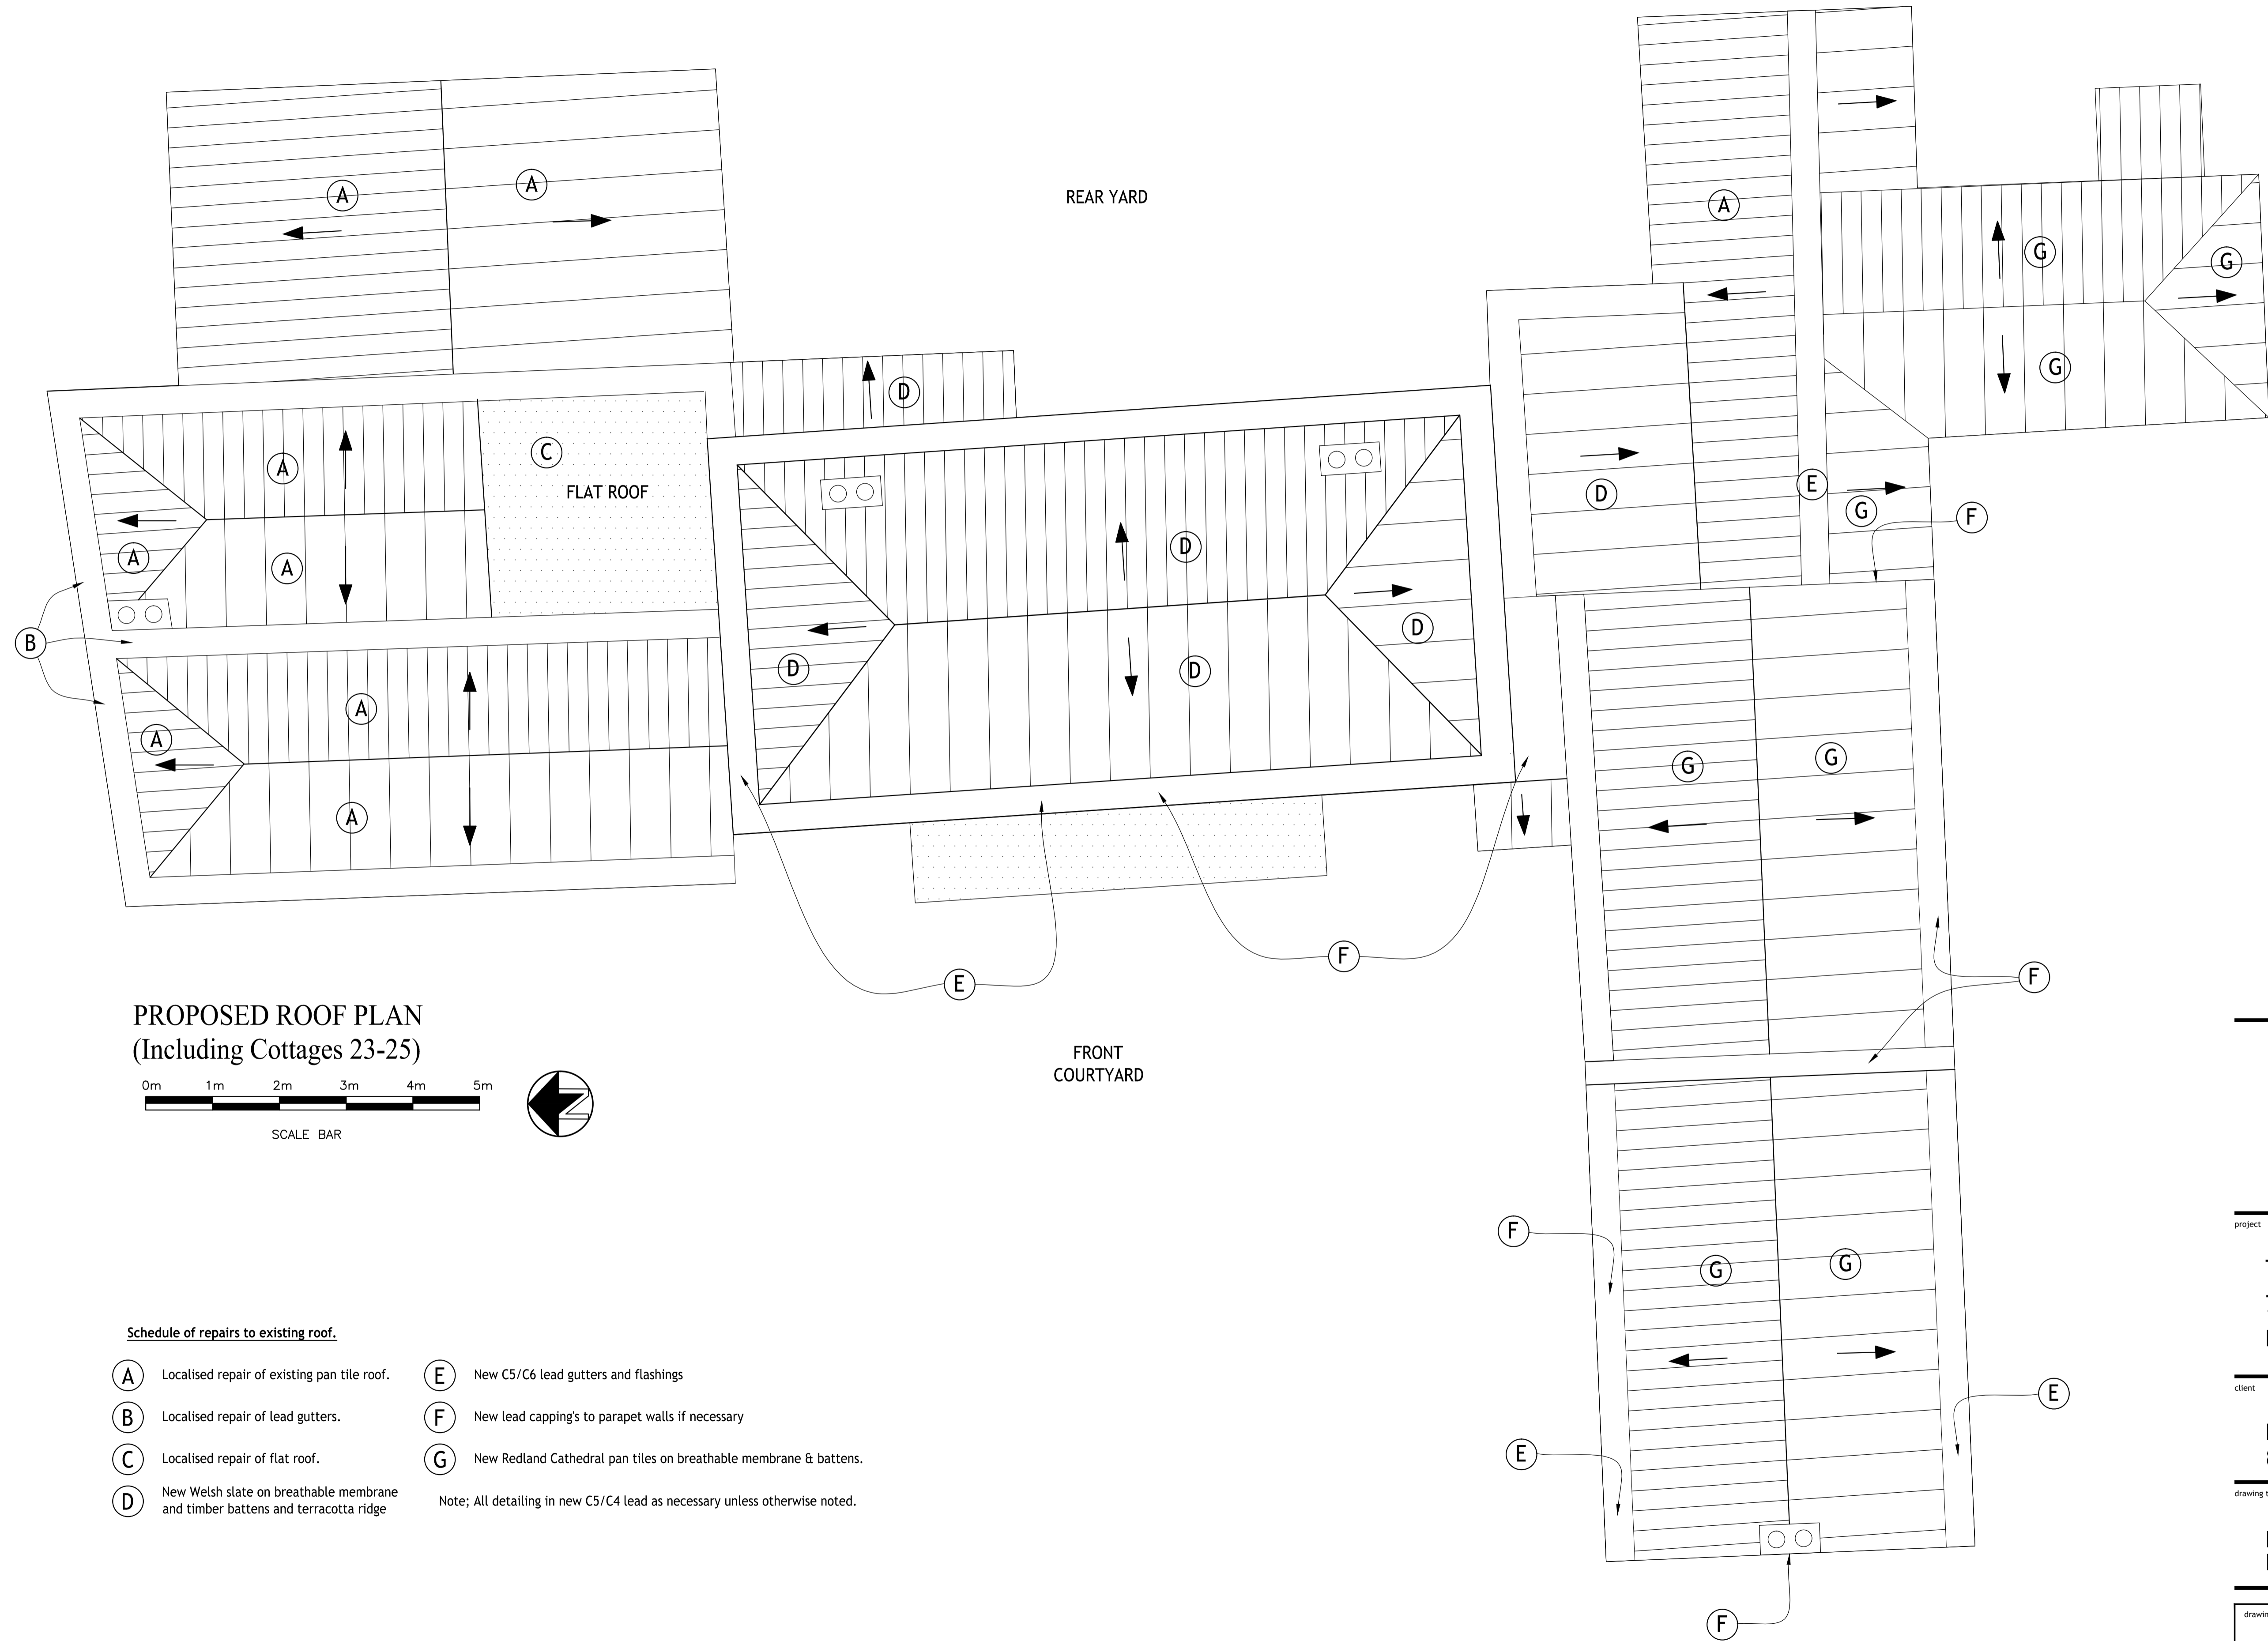 A
A
REAR YARD
A
G
G
D
A
C
FLAT ROOF
G
A
A
D
D
E
G
F
B
D
D
D
A
A
A
G
G
F
E
F
PROPOSED ROOF PLAN
(Including Cottages 23-25)
0m 1m 2m 3m 4m 5m
SCALE BAR
N
FRONT
COURTYARD
F
G
G
E
E
F
Schedule of repairs to existing roof.
A Localised repair of existing pan tile roof.
B Localised repair of lead gutters.
C Localised repair of flat roof.
D New Welsh slate on breathable membrane
and timber battens and terracotta ridge
E New C5/C6 lead gutters and flashings
F New lead capping's to parapet walls if necessary
G New Redland Cathedral pan tiles on breathable membrane & battens.
Note; All detailing in new C5/C4 lead as necessary unless otherwise noted.
project
client